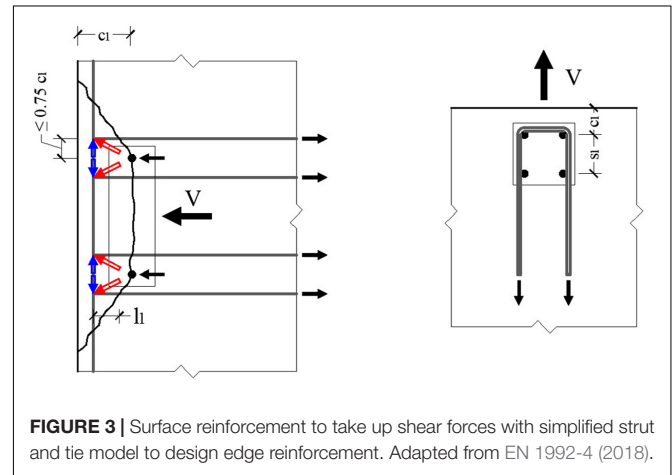 c1
V
≤ 0.75 c1
V
c1
s1
l1
FIGURE 3 | Surface reinforcement to take up shear forces with simplified strut
and tie model to design edge reinforcement. Adapted from EN 1992-4 (2018).